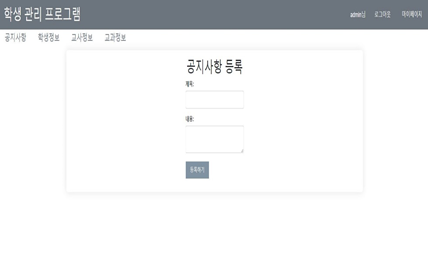 학생 관리 프로그램
admin님 로그아웃 마이페이지
공지사항 학생정보 교사정보 교과정보
공지사항 등록
제목:
내용:
등록하기